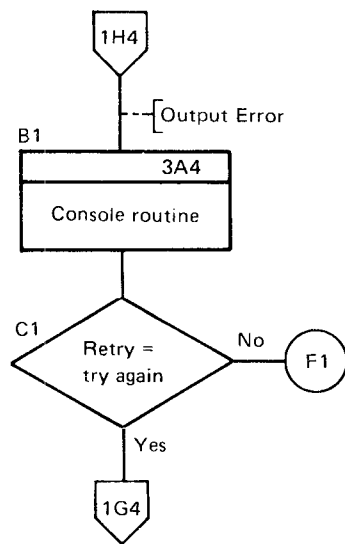 1H4
Output Error
B1
3A4
Console routine
C1
Retry =
try again
No
F1
Yes
1G4